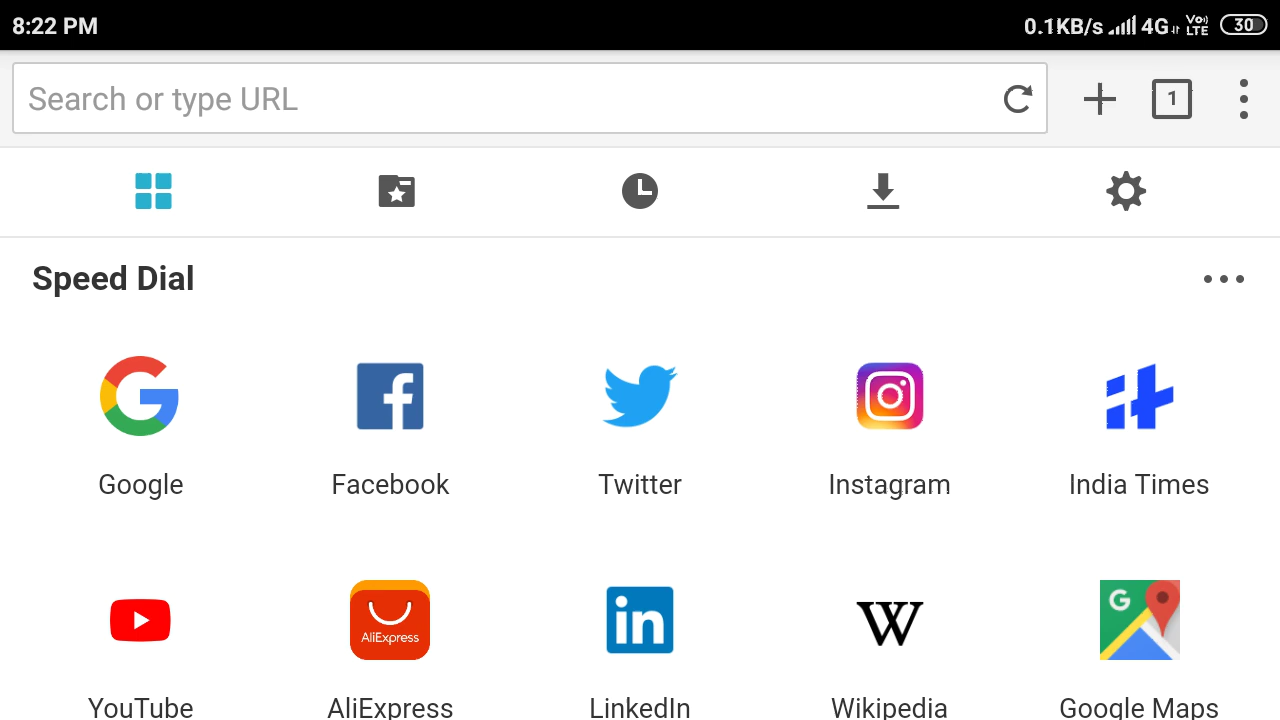 8:22 PM 0.1KB/s 4G Vo) LTE 30
Search or type URL 1
Speed Dial
Google Facebook Twitter Instagram India Times
AliExpress in W G
YouTube AliExpress LinkedIn Wikipedia Google Maps